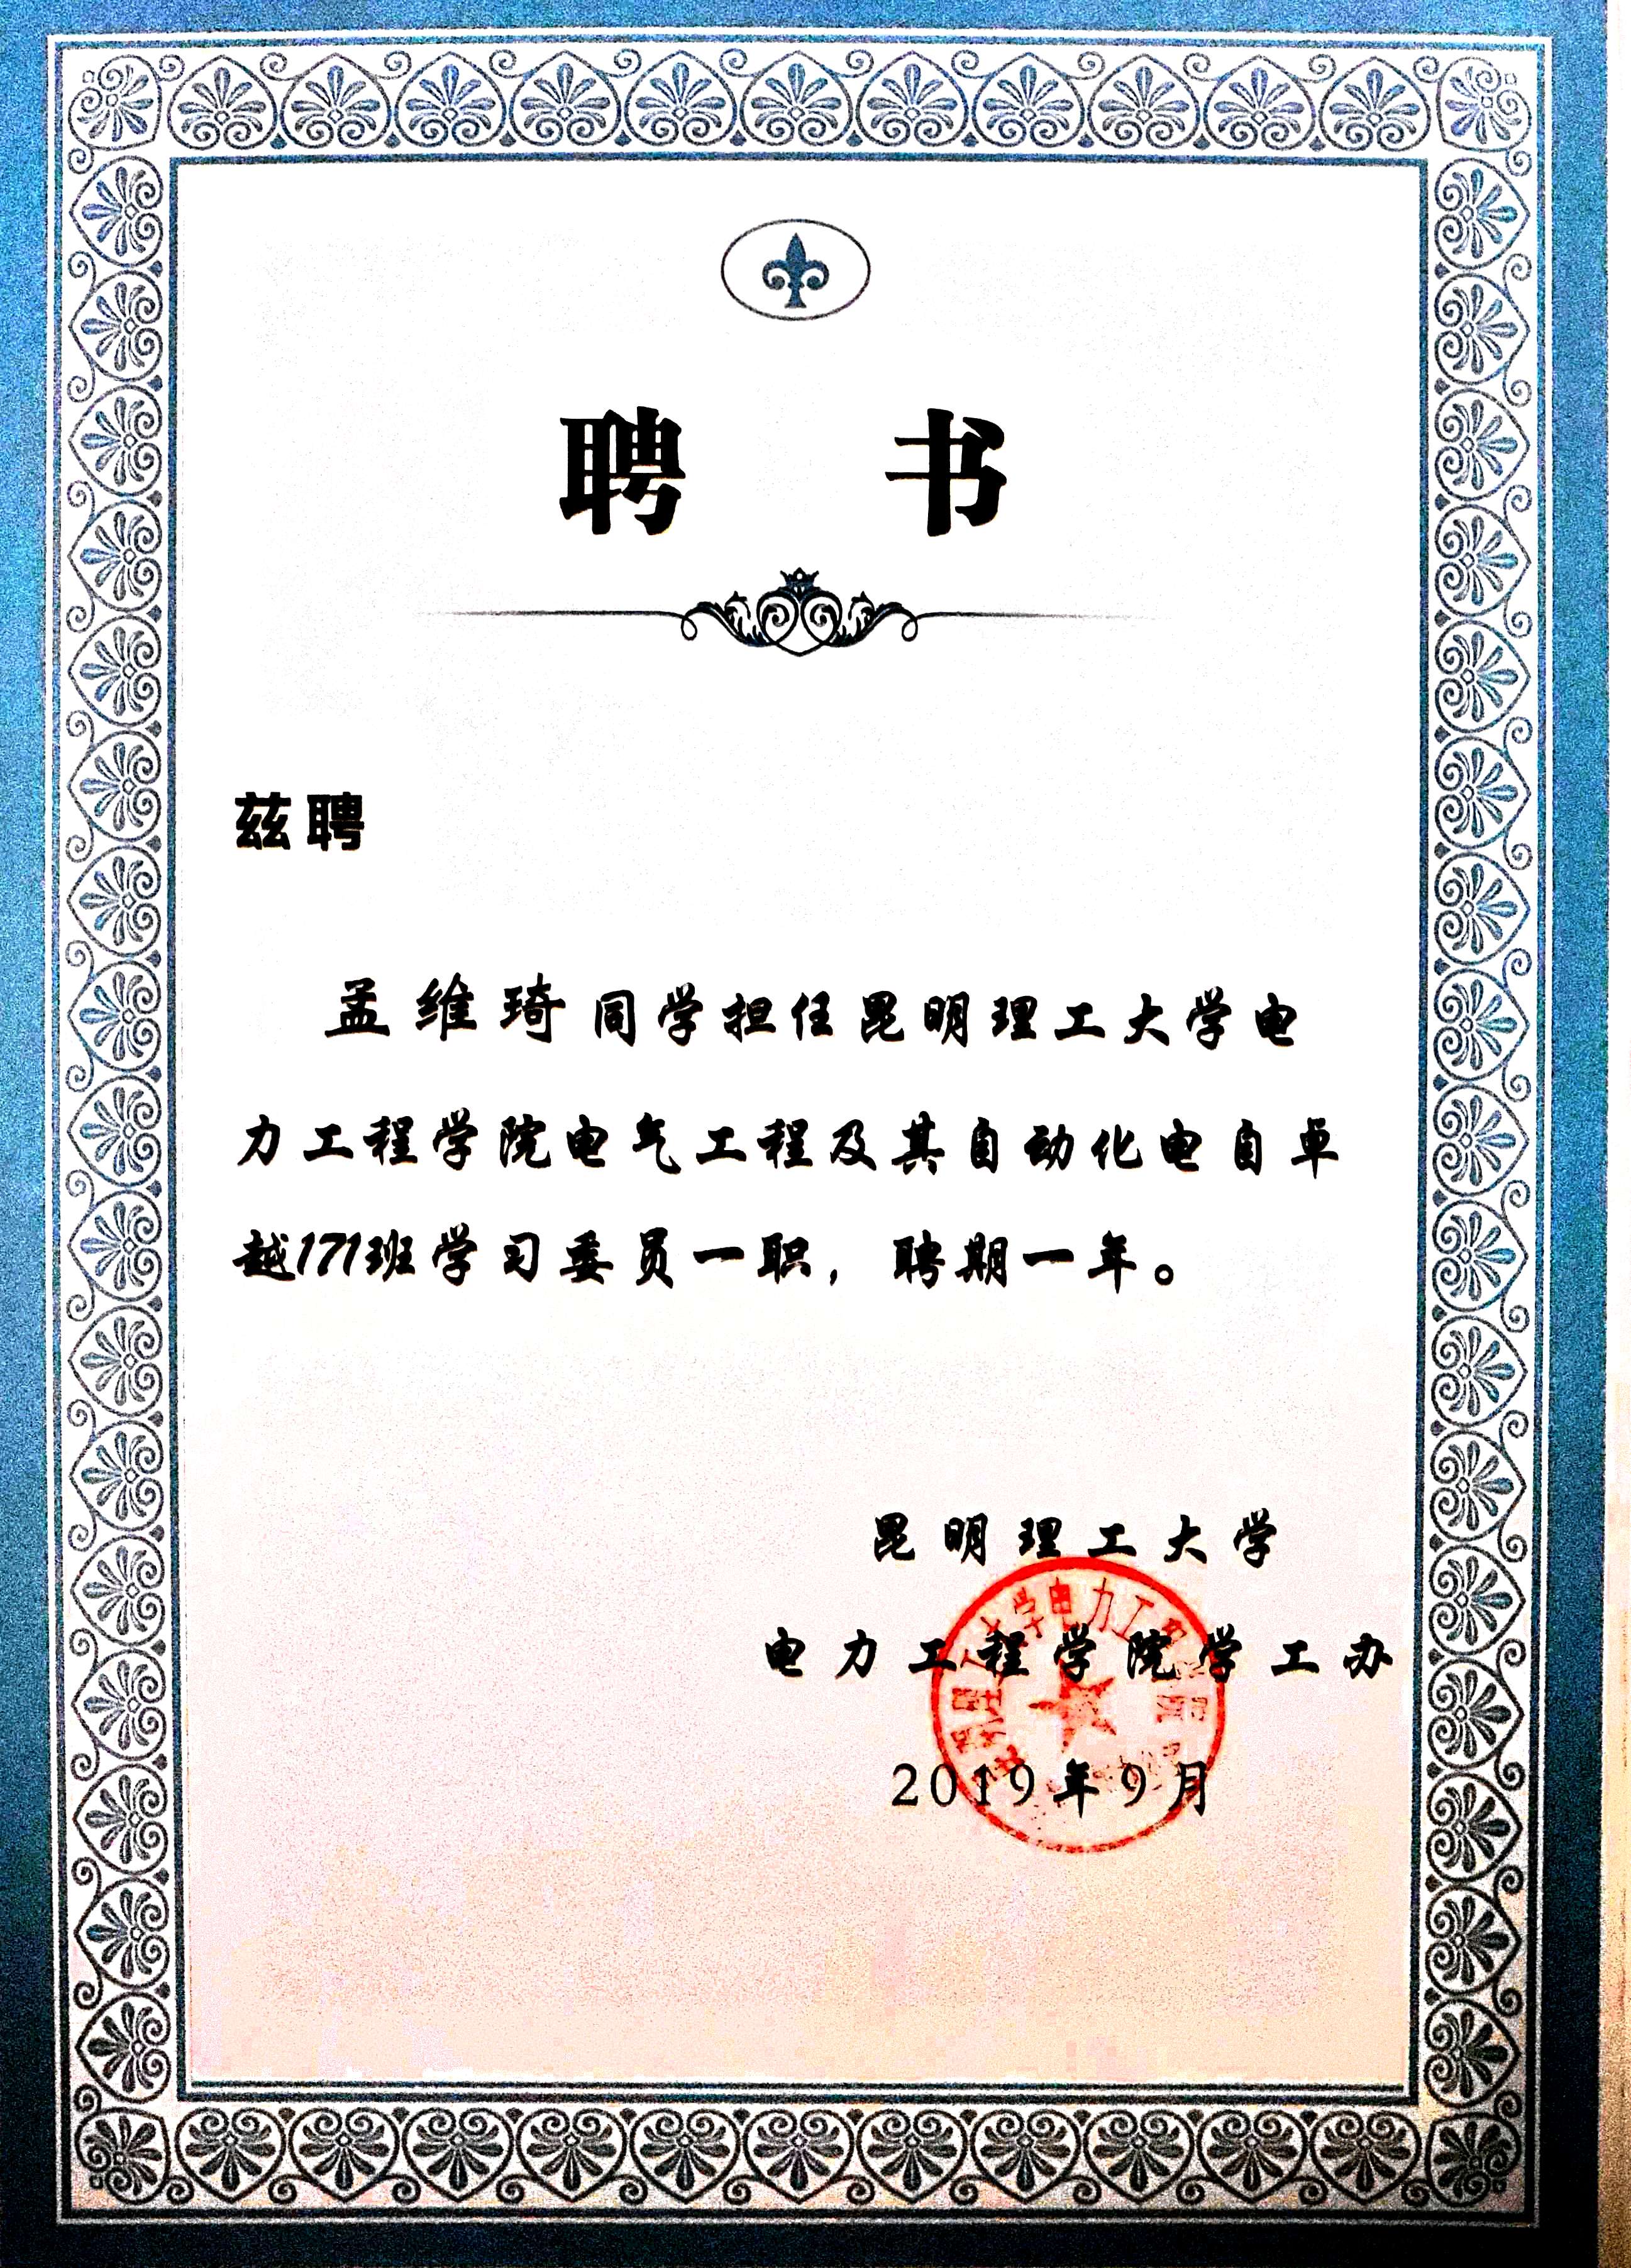 聘 书
兹聘
孟维琦同学担任昆明理工大学电
力工程学院电气工程及其自动化电自卓
越171班学习委员一职，聘期一年。
昆明理工大学
电力工程学院学工办
2019年9月